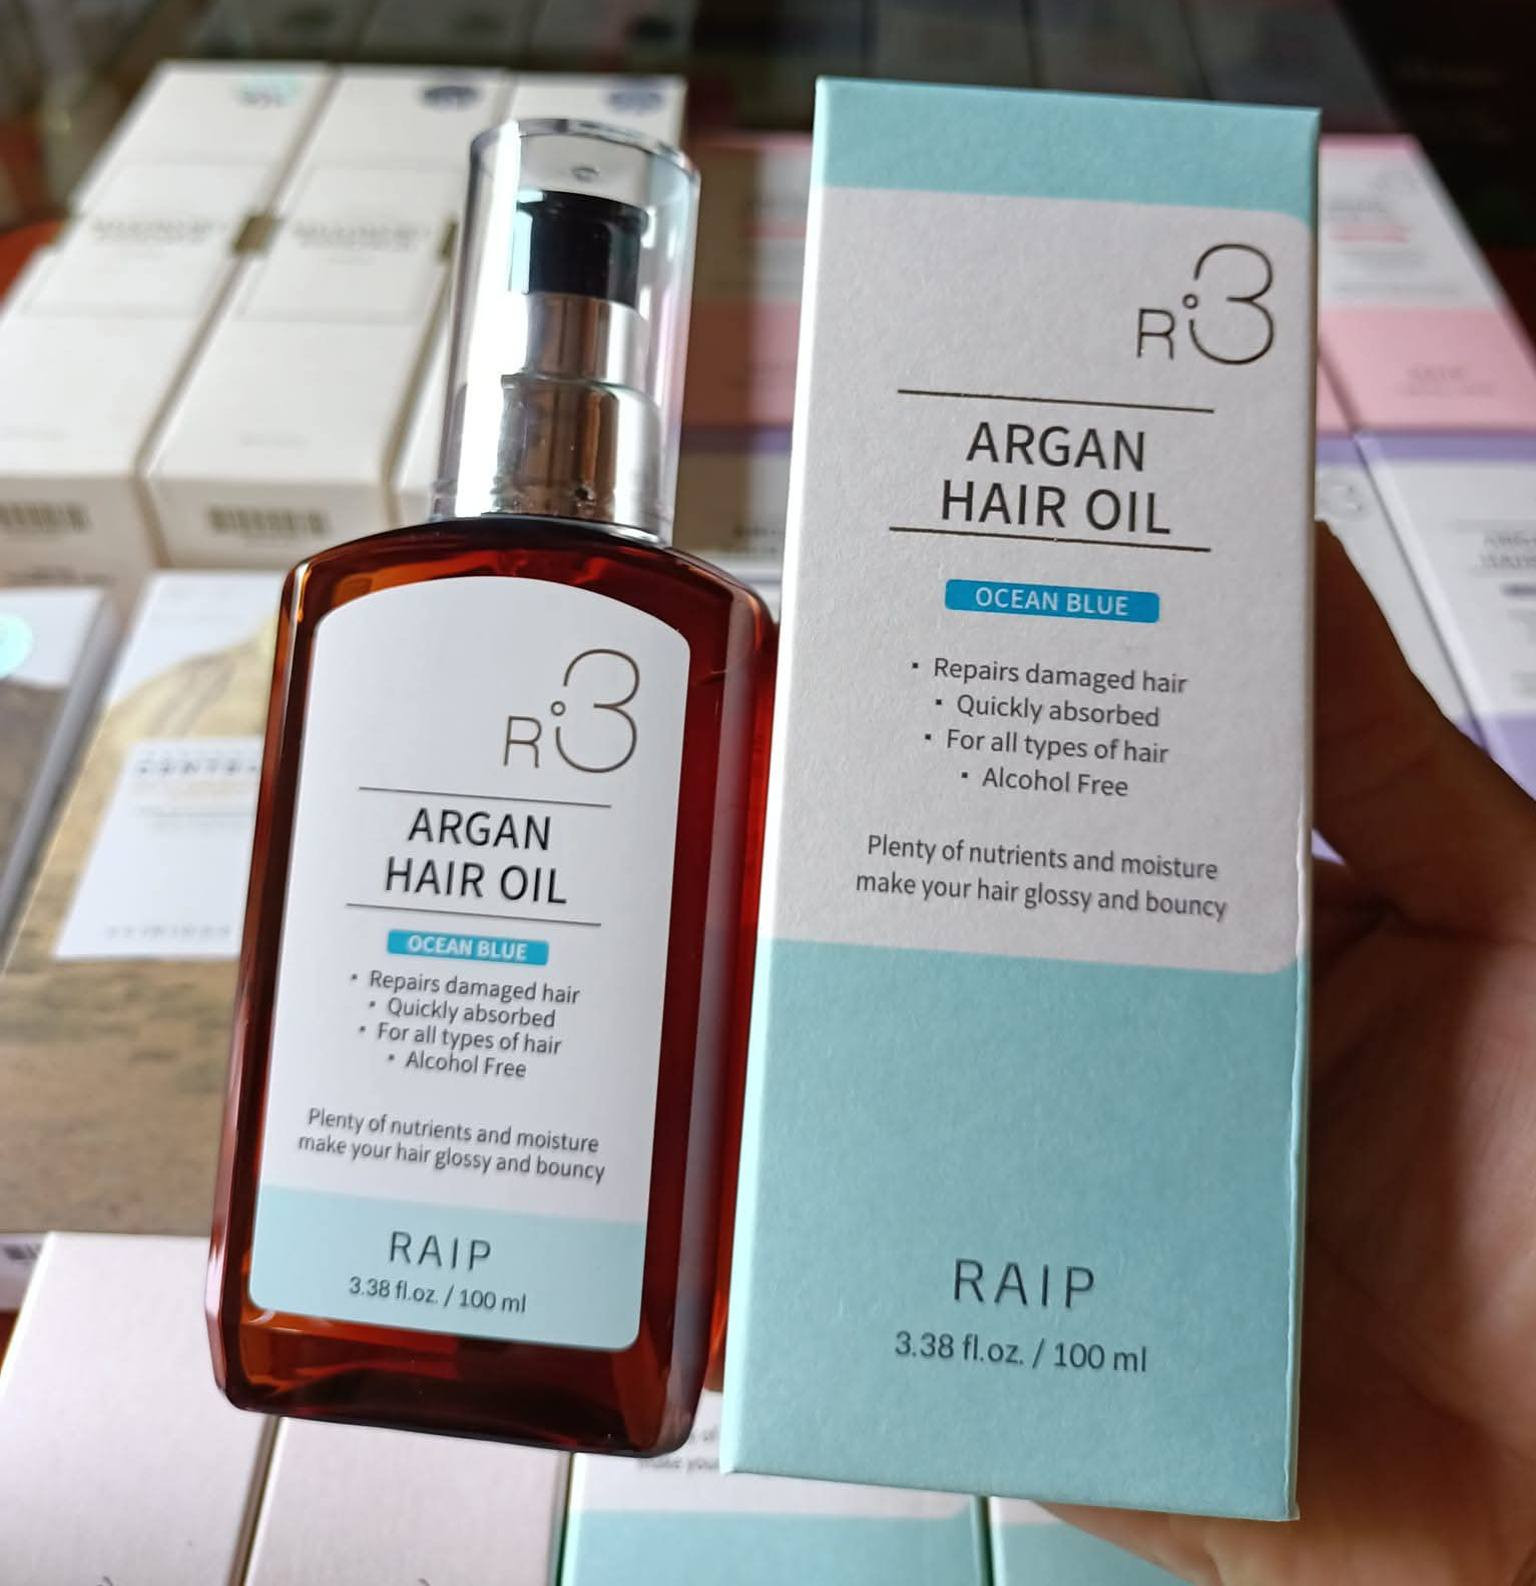 R3
ARGAN
HAIR OIL
OCEAN BLUE
• Repairs damaged hair
• Quickly absorbed
• For all types of hair
• Alcohol Free
Plenty of nutrients and moisture
make your hair glossy and bouncy
RAIP
3.38 fl.oz. / 100 ml
R3
ARGAN
HAIR OIL
OCEAN BLUE
• Repairs damaged hair
• Quickly absorbed
• For all types of hair
• Alcohol Free
Plenty of nutrients and moisture
make your hair glossy and bouncy
RAIP
3.38 fl.oz. / 100 ml